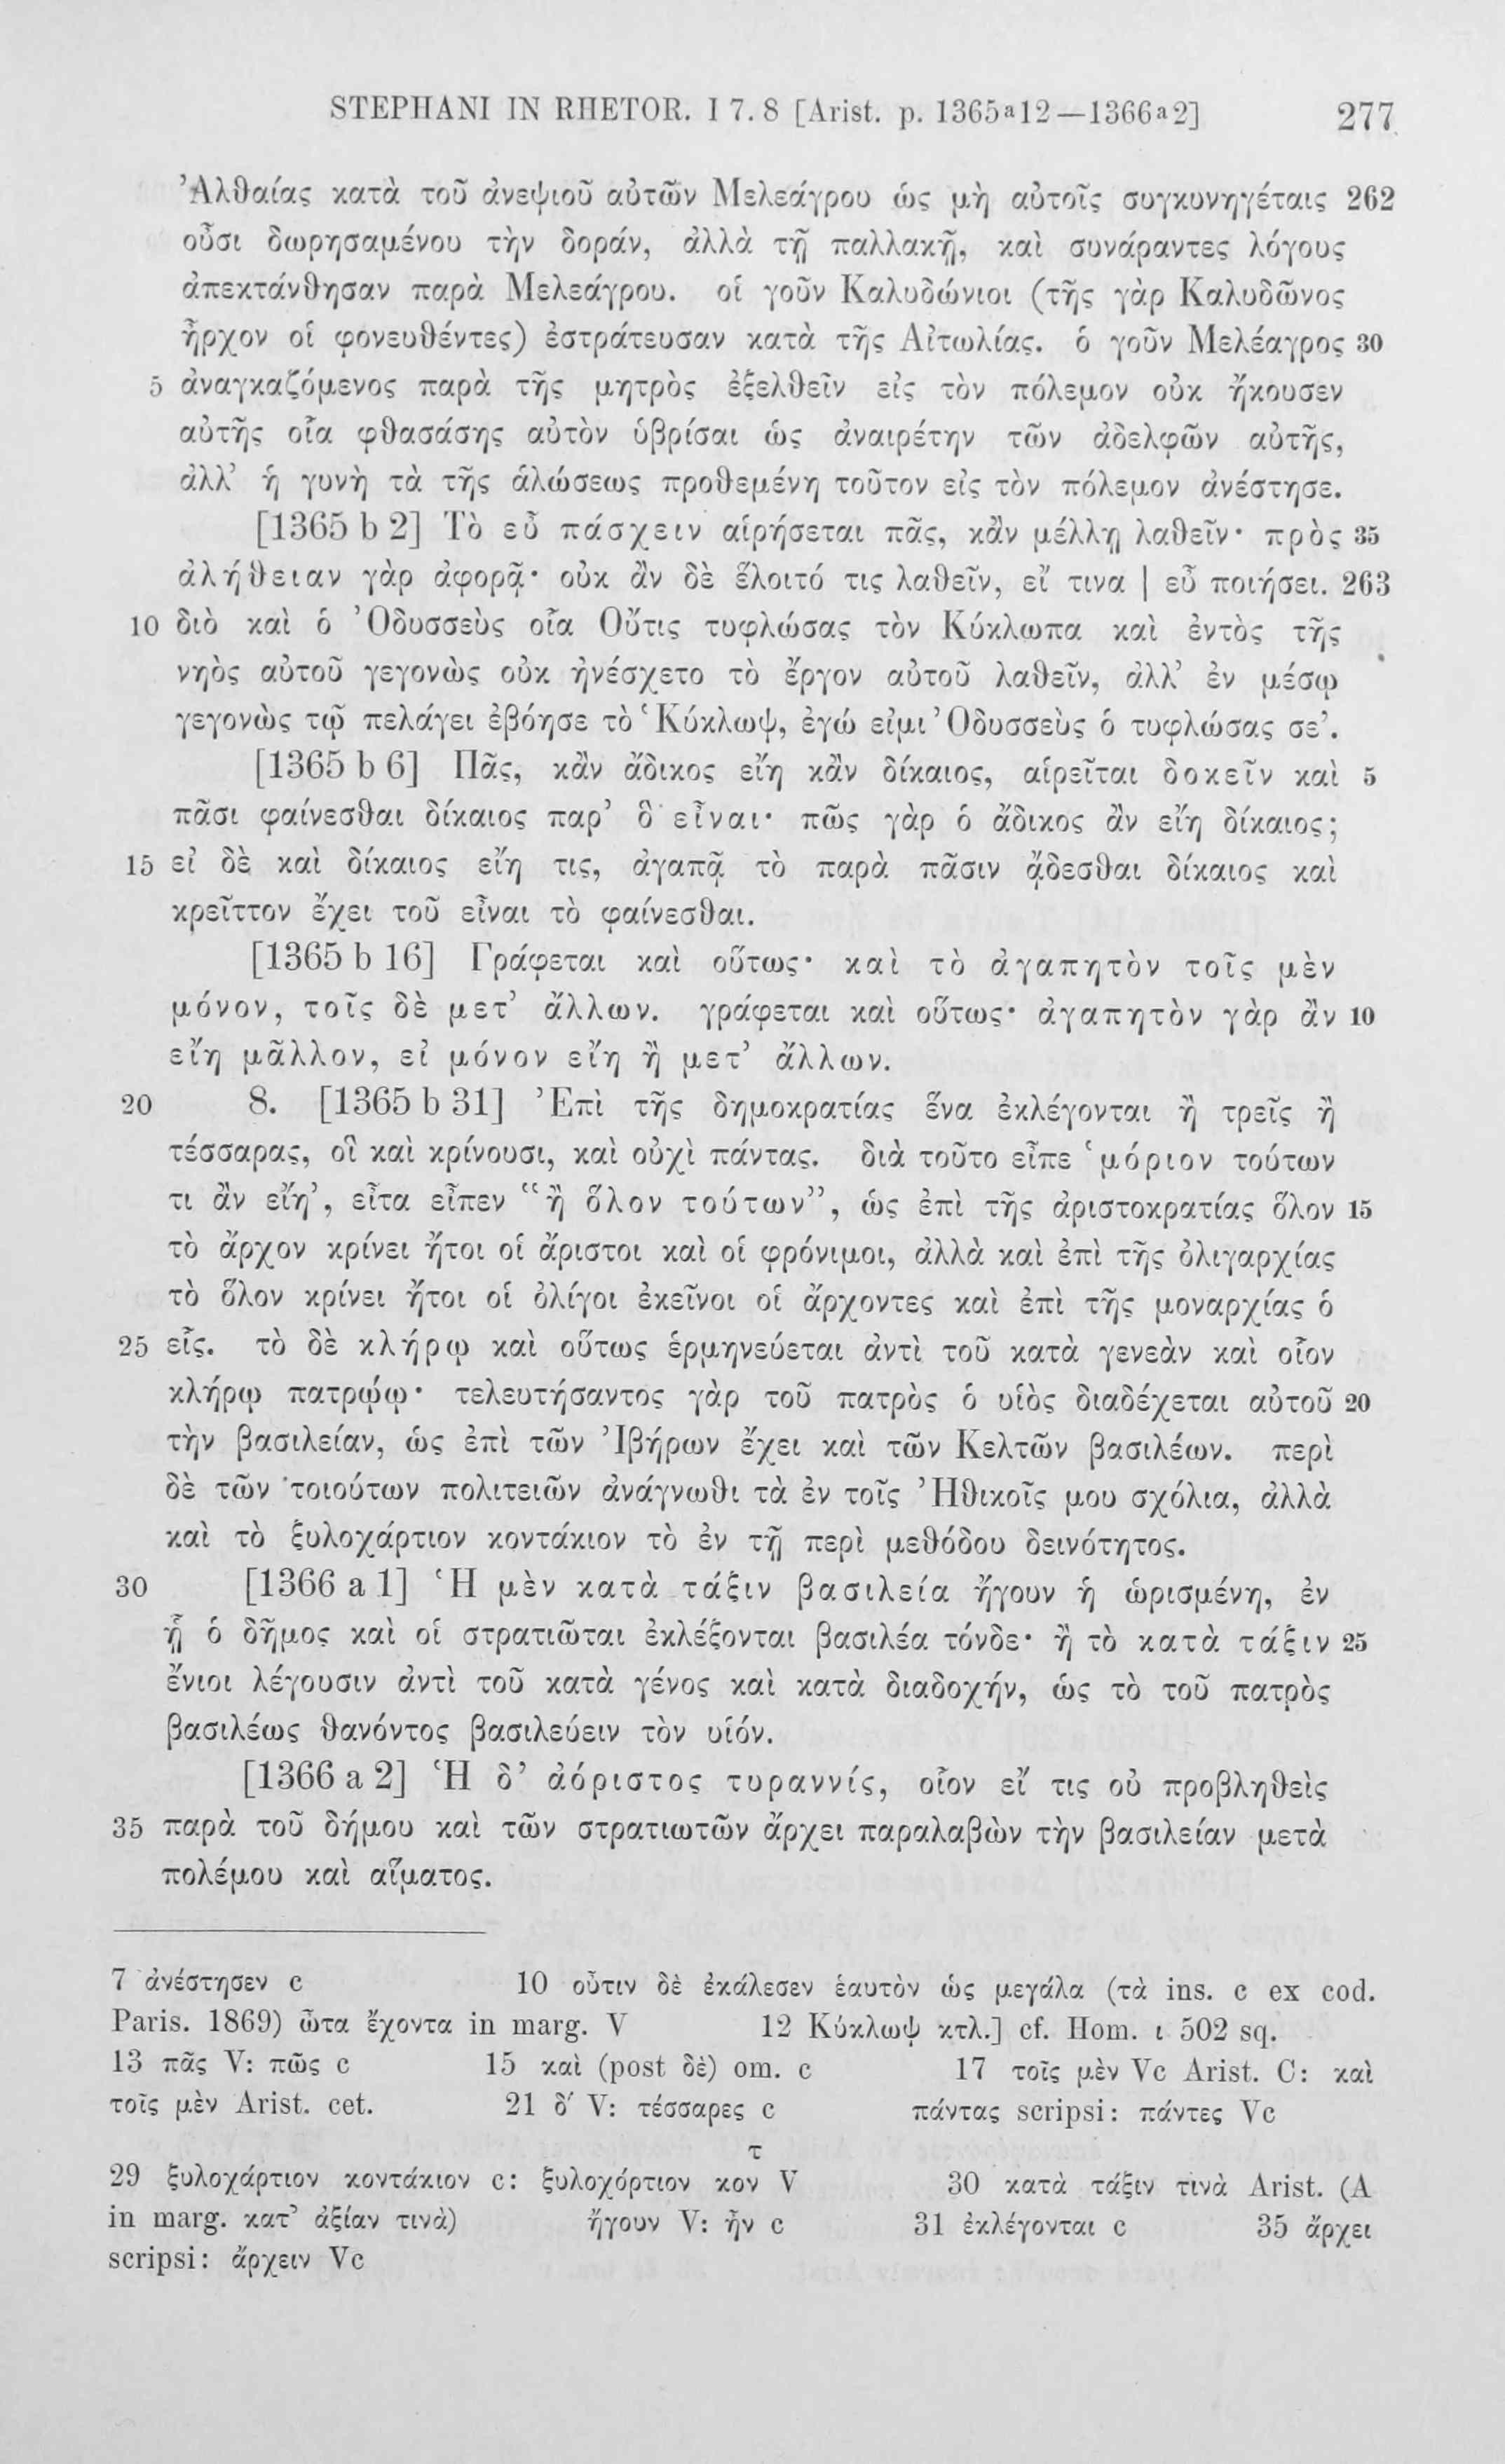 STEPHANI IN RHETOR. I 7. 8 [Arist. p. 1365ª12—1366ª2] 277
Ἀλθαίας κατὰ τοῦ ἀνεψιοῦ αὐτῶν Μελεάγρου ὡς μὴ αὐτοῖς συγκυνηγέταις 262
οὖσι δωρησαμένου τὴν δοράν, ἀλλὰ τῇ παλλακῇ, καὶ συνάραντες λόγους
ἀπεκτάνθησαν παρὰ Μελεάγρου. οἱ γοῦν Καλυδώνιοι (τῆς γὰρ Καλυδῶνος
ἦρχον οἱ φονευθέντες) ἐστράτευσαν κατὰ τῆς Αἰτωλίας. ὁ γοῦν Μελέαγρος 30
5 ἀναγκαζόμενος παρὰ τῆς μητρὸς ἐξελθεῖν εἰς τὸν πόλεμον οὐκ ἤκουσεν
αὐτῆς οἷα φθασάσης αὐτὸν ὑβρίσαι ὡς ἀναιρέτην τῶν ἀδελφῶν αὐτῆς,
ἀλλ’ ἡ γυνὴ τὰ τῆς ἁλώσεως προθεμένη τοῦτον εἰς τὸν πόλεμον ἀνέστησε.
[1365 b 2] Τὸ εὖ πάσχειν αἱρήσεται πᾶς, κἂν μέλλῃ λαθεῖν· πρὸς 35
ἀλήθειαν γὰρ ἀφορᾷ· οὐκ ἂν δὲ ἕλοιτό τις λαθεῖν, εἴ τινα | εὖ ποιήσει. 263
10 διὸ καὶ ὁ Ὀδυσσεὺς οἷα Οὔτις τυφλώσας τὸν Κύκλωπα καὶ ἐντὸς τῆς
νηὸς αὐτοῦ γεγονὼς οὐκ ἠνέσχετο τὸ ἔργον αὐτοῦ λαθεῖν, ἀλλ’ ἐν μέσῳ
γεγονὼς τῷ πελάγει ἐβόησε τὸ ‘Κύκλωψ, ἐγώ εἰμι Ὀδυσσεὺς ὁ τυφλώσας σε’.
[1365 b 6] Πᾶς, κἂν ἄδικος εἴη κἂν δίκαιος, αἱρεῖται δοκεῖν καὶ 5
πᾶσι φαίνεσθαι δίκαιος παρ’ ὃ εἶναι· πῶς γὰρ ὁ ἄδικος ἂν εἴη δίκαιος;
15 εἰ δὲ καὶ δίκαιος εἴη τις, ἀγαπᾷ τὸ παρὰ πᾶσιν ᾄδεσθαι δίκαιος καὶ
κρεῖττον ἔχει τοῦ εἶναι τὸ φαίνεσθαι.
[1365 b 16] Γράφεται καὶ οὕτως· καὶ τὸ ἀγαπητὸν τοῖς μὲν
μόνον, τοῖς δὲ μετ’ ἄλλων. γράφεται καὶ οὕτως· ἀγαπητὸν γὰρ ἂν 10
εἴη μᾶλλον, εἰ μόνον εἴη ἢ μετ’ ἄλλων.
20 8. [1365 b 31] Ἐπὶ τῆς δημοκρατίας ἕνα ἐκλέγονται ἢ τρεῖς ἢ
τέσσαρας, οἳ καὶ κρίνουσι, καὶ οὐχὶ πάντας. διὰ τοῦτο εἶπε ‘μόριον τούτων
τι ἂν εἴη’, εἶτα εἶπεν “ἢ ὅλον τούτων”, ὡς ἐπὶ τῆς ἀριστοκρατίας ὅλον 15
τὸ ἄρχον κρίνει ἤτοι οἱ ἄριστοι καὶ οἱ φρόνιμοι, ἀλλὰ καὶ ἐπὶ τῆς ὀλιγαρχίας
τὸ ὅλον κρίνει ἤτοι οἱ ὀλίγοι ἐκεῖνοι οἱ ἄρχοντες καὶ ἐπὶ τῆς μοναρχίας ὁ
25 εἷς. τὸ δὲ κλήρῳ καὶ οὕτως ἑρμηνεύεται ἀντὶ τοῦ κατὰ γενεὰν καὶ οἷον
κλήρῳ πατρῴῳ· τελευτήσαντος γὰρ τοῦ πατρὸς ὁ υἱὸς διαδέχεται αὐτοῦ 20
τὴν βασιλείαν, ὡς ἐπὶ τῶν Ἰβήρων ἔχει καὶ τῶν Κελτῶν βασιλέων. περὶ
δὲ τῶν τοιούτων πολιτειῶν ἀνάγνωθι τὰ ἐν τοῖς Ἠθικοῖς μου σχόλια, ἀλλὰ
καὶ τὸ ξυλοχάρτιον κοντάκιον τὸ ἐν τῇ περὶ μεθόδου δεινότητος.
30 [1366 a 1] Ἡ μὲν κατὰ τάξιν βασιλεία ἤγουν ἡ ὡρισμένη, ἐν
ᾗ ὁ δῆμος καὶ οἱ στρατιῶται ἐκλέξονται βασιλέα τόνδε· ἢ τὸ κατὰ τάξιν 25
ἔνιοι λέγουσιν ἀντὶ τοῦ κατὰ γένος καὶ κατὰ διαδοχήν, ὡς τὸ τοῦ πατρὸς
βασιλέως θανόντος βασιλεύειν τὸν υἱόν.
[1366 a 2] Ἡ δ’ ἀόριστος τυραννίς, οἷον εἴ τις οὐ προβληθεὶς
35 παρὰ τοῦ δήμου καὶ τῶν στρατιωτῶν ἄρχει παραλαβὼν τὴν βασιλείαν μετὰ
πολέμου καὶ αἵματος.
7 ἀνέστησεν c 10 οὖτιν δὲ ἐκάλεσεν ἑαυτὸν ὡς μεγάλα (τὰ ins. c ex cod.
Paris. 1869) ὦτα ἔχοντα in marg. V 12 Κύκλωψ κτλ.] cf. Hom. ι 502 sq.
13 πᾶς V: πῶς c 15 καὶ (post δὲ) om. c 17 τοῖς μὲν Vc Arist. C: καὶ
τοῖς μὲν Arist. cet. 21 δ′ V: τέσσαρες c πάντας scripsi: πάντες Vc
τ
29 ξυλοχάρτιον κοντάκιον c: ξυλοχόρτιον κον V 30 κατὰ τάξιν τινὰ Arist. (A
in marg. κατ’ ἀξίαν τινὰ) ἤγουν V: ἦν c 31 ἐκλέγονται c 35 ἄρχει
scripsi: ἄρχειν Vc